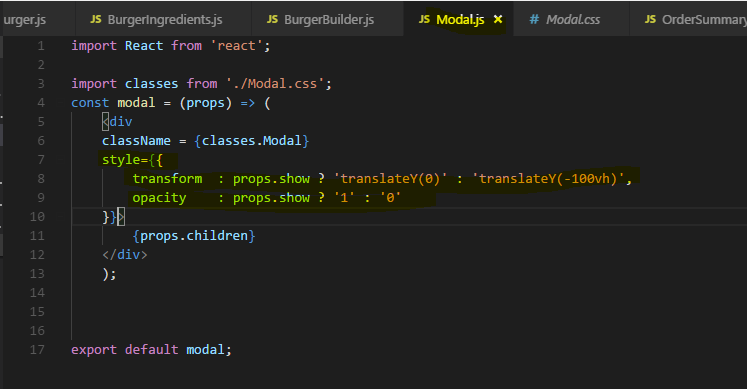 urger.js JS BurgerIngredients.js JS BurgerBuilder.js JS Modal.js × # Modal.css JS OrderSummary
1 import React from 'react';
2
3 import classes from './Modal.css';
4 const modal = (props) => (
5 <div
6 className = {classes.Modal}
7 style={{
8 transform : props.show ? 'translateY(0)' : 'translateY(-100vh)',
9 opacity : props.show ? '1' : '0'
10 }}>
11 {props.children}
12 </div>
13 );
14
15
16
17 export default modal;